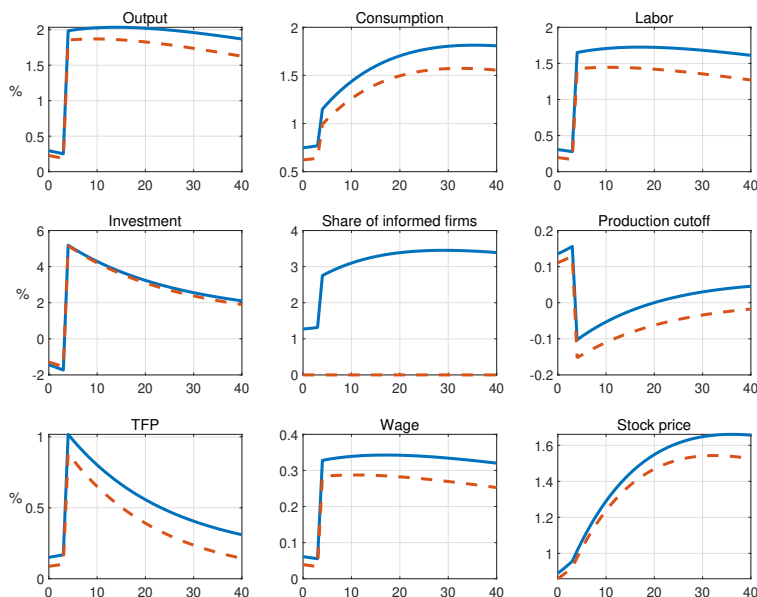 Output Consumption Labor
2 2 2
1.5 1.5 1.5
% 1 1 1
0.5 0.5
0 0.5 0
0 10 20 30 40 0 10 20 30 40 0 10 20 30 40
Investment Share of informed firms Production cutoff
6 4 0.2
4 3 0.1
% 2 2 0
0 1 -0.1
-2 0 -0.2
0 10 20 30 40 0 10 20 30 40 0 10 20 30 40
TFP Wage Stock price
1 0.4 1.6
0.3 1.4
% 0.5 0.2 1.2
0.1 1
0 0
0 10 20 30 40 0 10 20 30 40 0 10 20 30 40